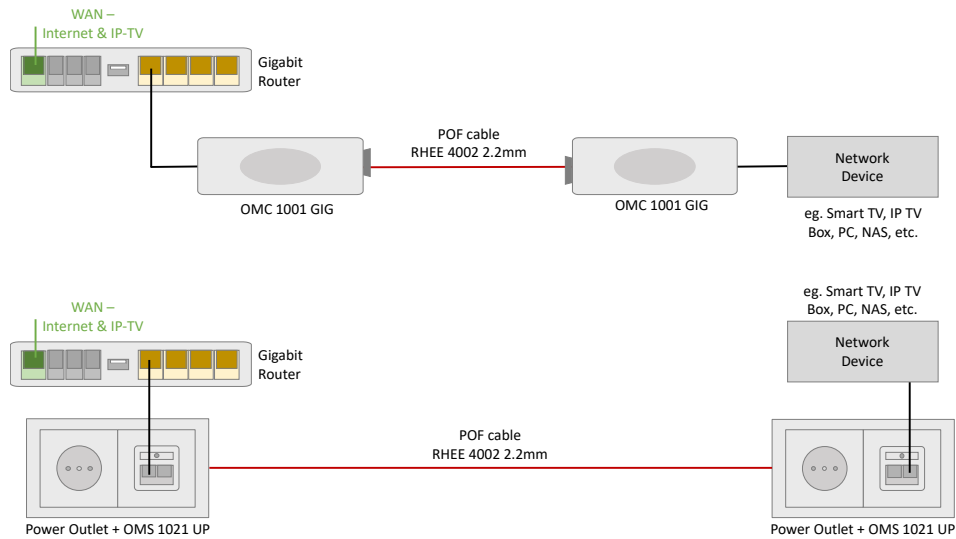 WAN –
Internet & IP-TV
Gigabit
Router
POF cable
RHEE 4002 2.2mm
OMC 1001 GIG
OMC 1001 GIG
Network
Device
eg. Smart TV, IP TV
Box, PC, NAS, etc.
WAN –
Internet & IP-TV
Gigabit
Router
eg. Smart TV, IP TV
Box, PC, NAS, etc.
Network
Device
POF cable
RHEE 4002 2.2mm
Power Outlet + OMS 1021 UP
Power Outlet + OMS 1021 UP